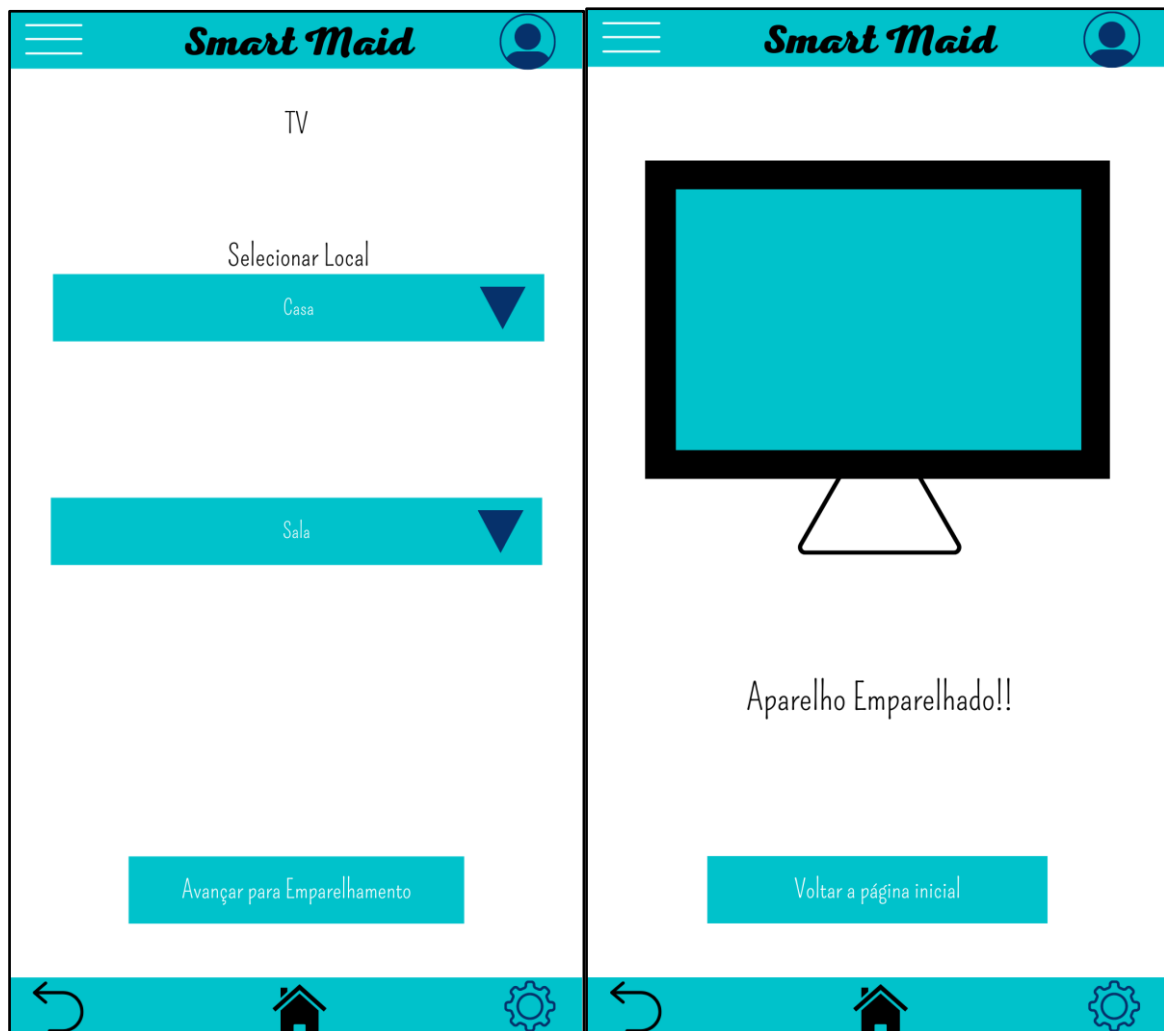 Smart Maid
TV
Selecionar Local
Casa
Sala
Avançar para Emparelhamento
Smart Maid
Aparelho Emparelhado!!
Voltar a página inicial